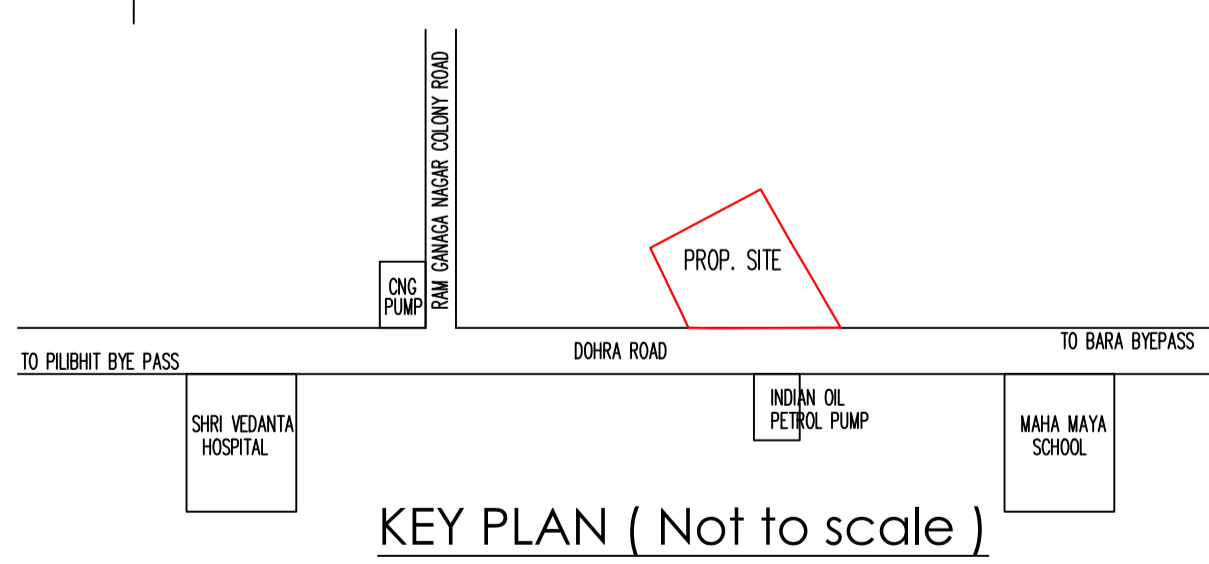 RAM GANAGA NAGAR COLONY ROAD
CNG
PUMP
PROP. SITE
TO PILIBHIT BYE PASS
DOHRA ROAD
TO BARA BYEPASS
SHRI VEDANTA
HOSPITAL
INDIAN OIL
PETROL PUMP
MAHA MAYA
SCHOOL
KEY PLAN ( Not to scale )